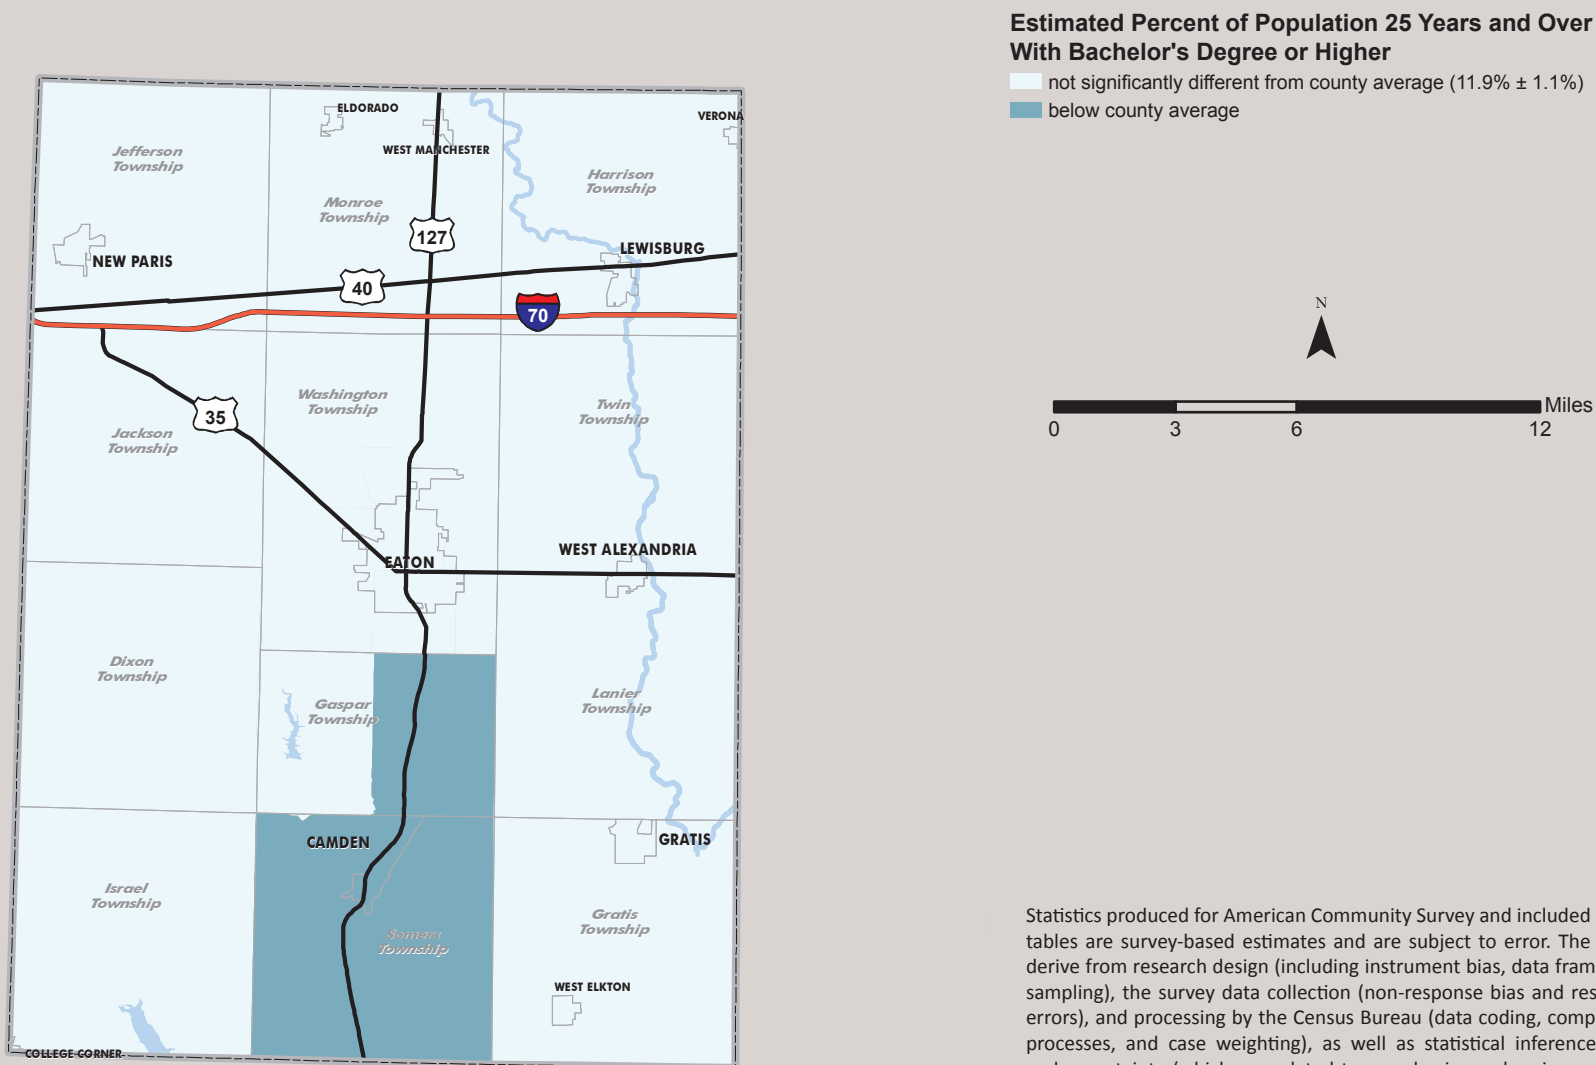 Estimated Percent of Population 25 Years and Over
With Bachelor's Degree or Higher
not significantly different from county average (11.9% ± 1.1%)
below county average
ELDORADO
VERONA
WEST MANCHESTER
Jefferson
Township
Harrison
Township
Monroe
Township
127
NEW PARIS
LEWISBURG
40
70
N
Washington
Township
Twin
Township
35
Jackson
Township
Miles
0 3 6 12
EATON
WEST ALEXANDRIA
Dixon
Township
Gaspar
Township
Lanier
Township
CAMDEN
GRATIS
Israel
Township
Gratis
Township
Somers
Township
WEST ELKTON
COLLEGE CORNER
Statistics produced for American Community Survey and included
tables are survey-based estimates and are subject to error. The
derive from research design (including instrument bias, data fram
sampling), the survey data collection (non-response bias and res
errors), and processing by the Census Bureau (data coding, comp
processes, and case weighting), as well as statistical inference